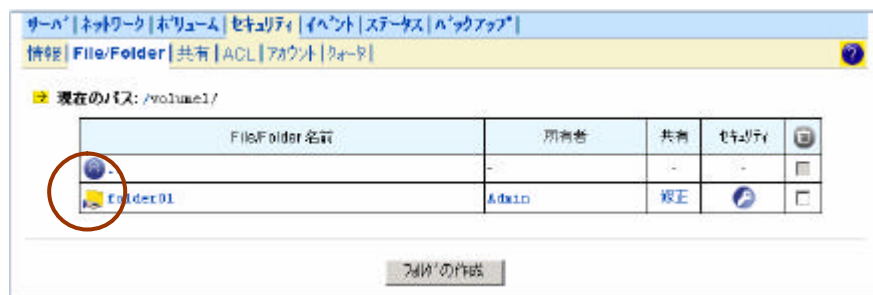 サーバ|ネットワーク|ボリューム|セキュリティ|イベント|ステータス|バックアップ|
情報|File/Folder|共有|ACL|アカウント|クォータ|
現在のパス: /volume1/
File/Folder 名前 所有者 共有 セキュリティ
- - - -
folder01 Admin 修正
フォルダの作成